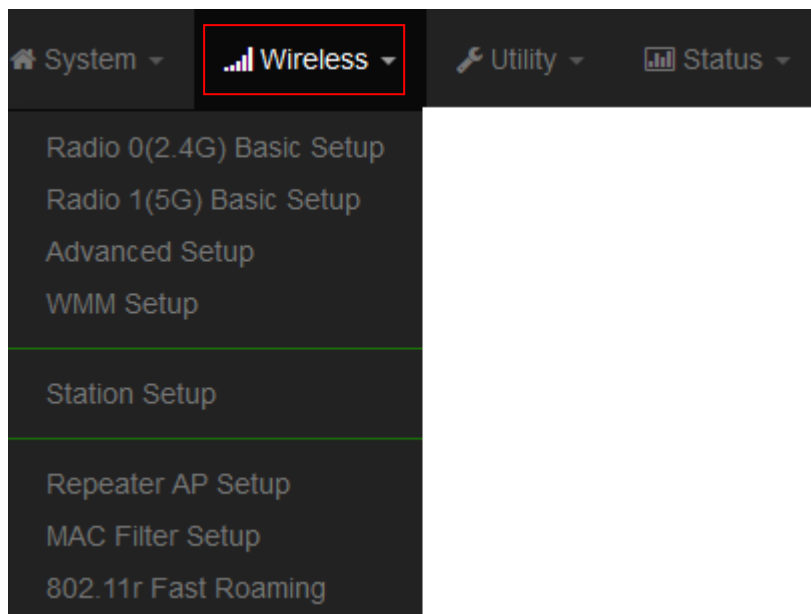 System Wireless Utility Status
Radio 0(2.4G) Basic Setup
Radio 1(5G) Basic Setup
Advanced Setup
WMM Setup
Station Setup
Repeater AP Setup
MAC Filter Setup
802.11r Fast Roaming